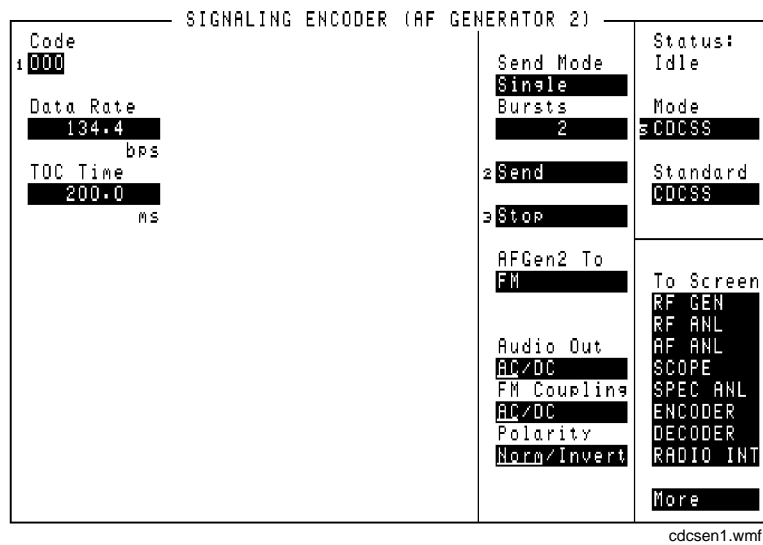 SIGNALING ENCODER (AF GENERATOR 2)
Code
1 000
Data Rate
134.4
bps
TOC Time
200.0
ms
Send Mode
Single
Bursts
2
2 Send
3 Stop
AFGen2 To
FM
Audio Out
AC/DC
FM Coupling
AC/DC
Polarity
Norm/Invert
Status:
Idle
Mode
5 CDCSS
Standard
CDCSS
To Screen
RF GEN
RF ANL
AF ANL
SCOPE
SPEC ANL
ENCODER
DECODER
RADIO INT
More
cdcsen1.wmf